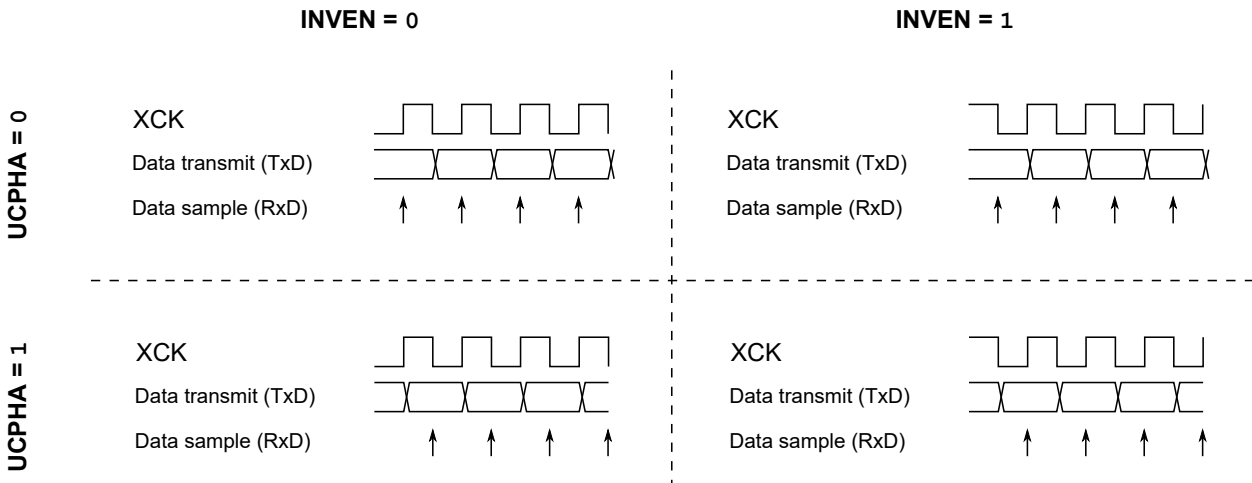 INVEN = 0
INVEN = 1
UCPHA = 0
XCK
Data transmit (TxD)
Data sample (RxD)
XCK
Data transmit (TxD)
Data sample (RxD)
UCPHA = 1
XCK
Data transmit (TxD)
Data sample (RxD)
XCK
Data transmit (TxD)
Data sample (RxD)